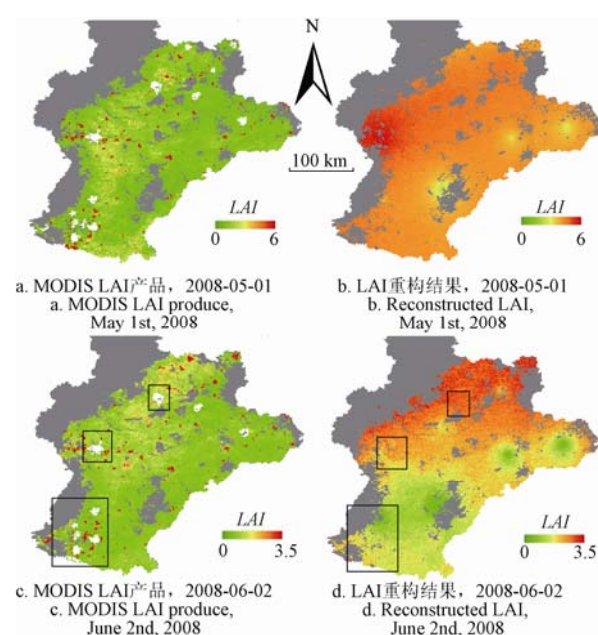 N
100 km
LAI
0 6
LAI
0 6
a. MODIS LAI产品，2008-05-01
a. MODIS LAI produce,
May 1st, 2008
b. LAI重构结果，2008-05-01
b. Reconstructed LAI,
May 1st, 2008
LAI
0 3.5
LAI
0 3.5
c. MODIS LAI产品，2008-06-02
c. MODIS LAI produce,
June 2nd, 2008
d. LAI重构结果，2008-06-02
d. Reconstructed LAI,
June 2nd, 2008